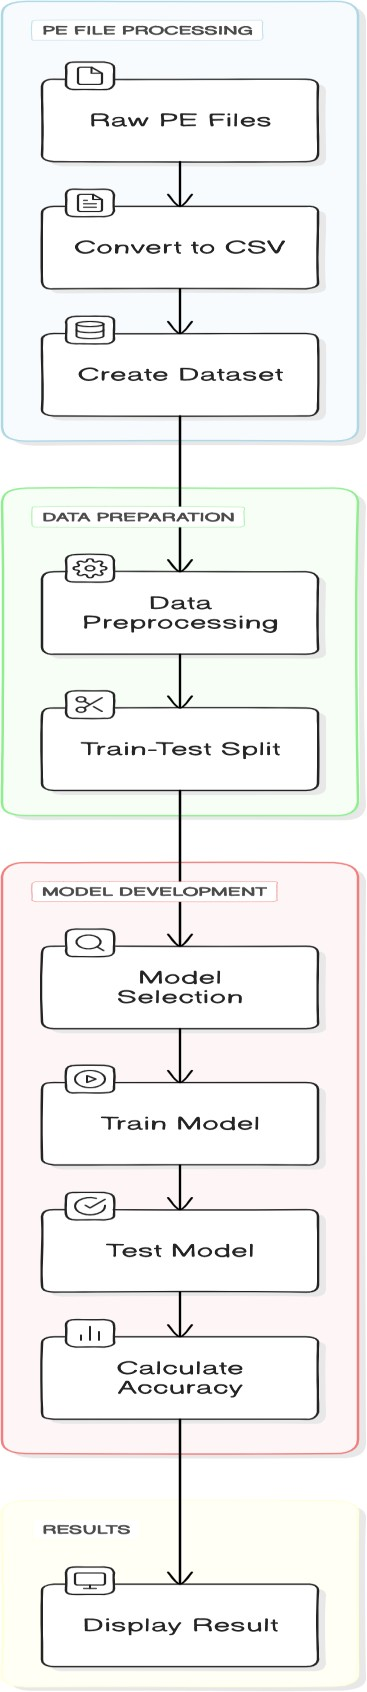 PE FILE PROCESSING
Raw PE Files
Convert to CSV
Create Dataset
DATA PREPARATION
Data
Preprocessing
Train-Test Split
MODEL DEVELOPMENT
Model
Selection
Train Model
Test Model
Calculate
Accuracy
RESULTS
Display Result